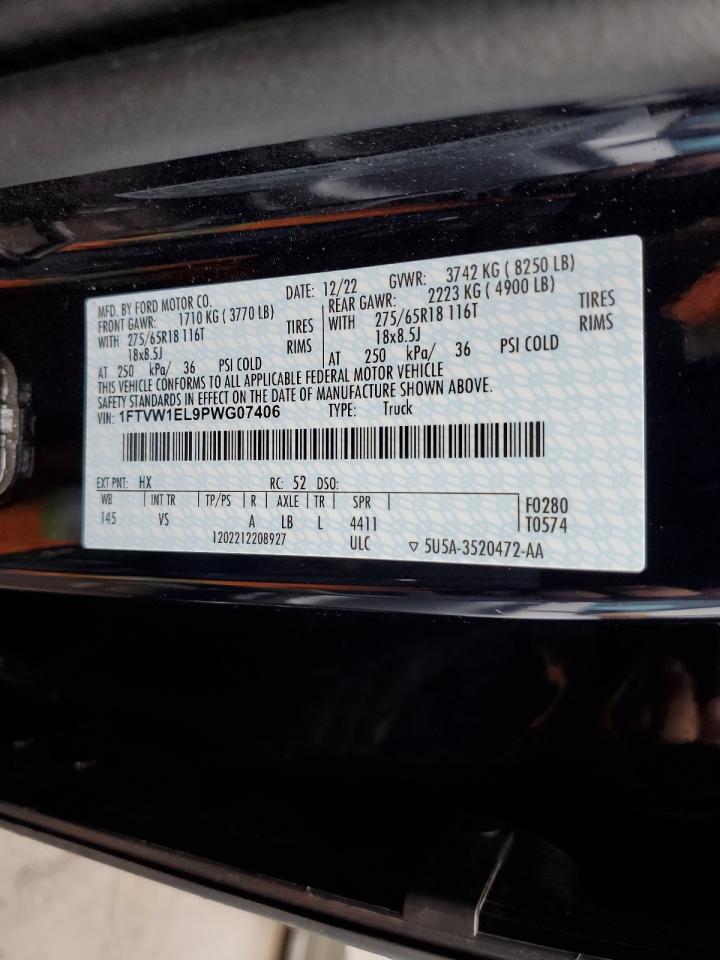 MFD. BY FORD MOTOR CO. DATE: 12/22 GVWR: 3742 KG ( 8250 LB)
FRONT GAWR: 1710 KG ( 3770 LB) REAR GAWR: 2223 KG ( 4900 LB)
WITH 275/65R18 116T TIRES WITH 275/65R18 116T TIRES
18x8.5J RIMS 18x8.5J RIMS
AT 250 kPa/ 36 PSI COLD AT 250 kPa/ 36 PSI COLD
THIS VEHICLE CONFORMS TO ALL APPLICABLE FEDERAL MOTOR VEHICLE
SAFETY STANDARDS IN EFFECT ON THE DATE OF MANUFACTURE SHOWN ABOVE.
VIN: 1FTVW1EL9PWG07406 TYPE: Truck
EXT PNT: HX RC: 52 DSO:
WB INT TR TP/PS R AXLE TR SPR F0280
145 VS A LB L 4411 T0574
1202212208927 ULC ▽ 5U5A-3520472-AA